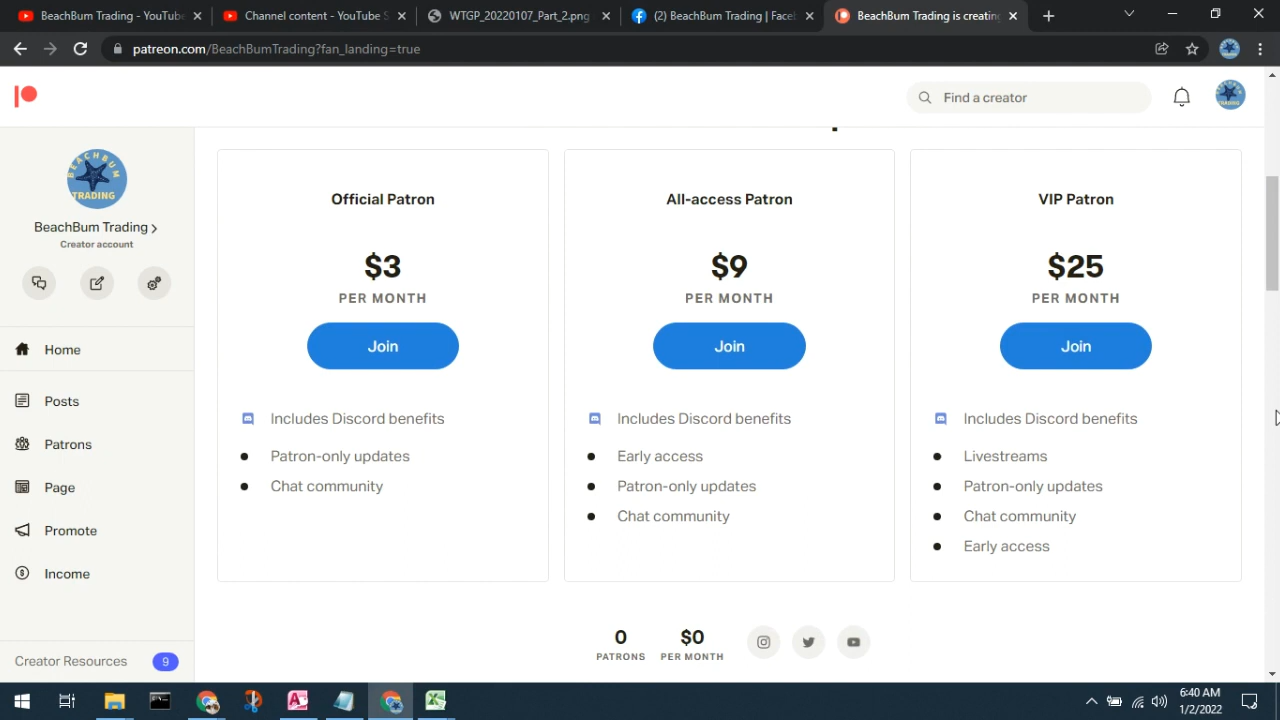 BeachBum Trading - YouTube
Channel content - YouTube S
WTGP_20220107_Part_2.png
(2) BeachBum Trading | Face
BeachBum Trading is creating
patreon.com/BeachBumTrading?fan_landing=true
Find a creator
BEACHBUM
TRADING
BeachBum Trading
Creator account
Home
Posts
Patrons
Page
Promote
Income
Creator Resources 9
Official Patron
$3
PER MONTH
Join
Includes Discord benefits
Patron-only updates
Chat community
All-access Patron
$9
PER MONTH
Join
Includes Discord benefits
Early access
Patron-only updates
Chat community
VIP Patron
$25
PER MONTH
Join
Includes Discord benefits
Livestreams
Patron-only updates
Chat community
Early access
0
PATRONS
$0
PER MONTH
6:40 AM
1/2/2022